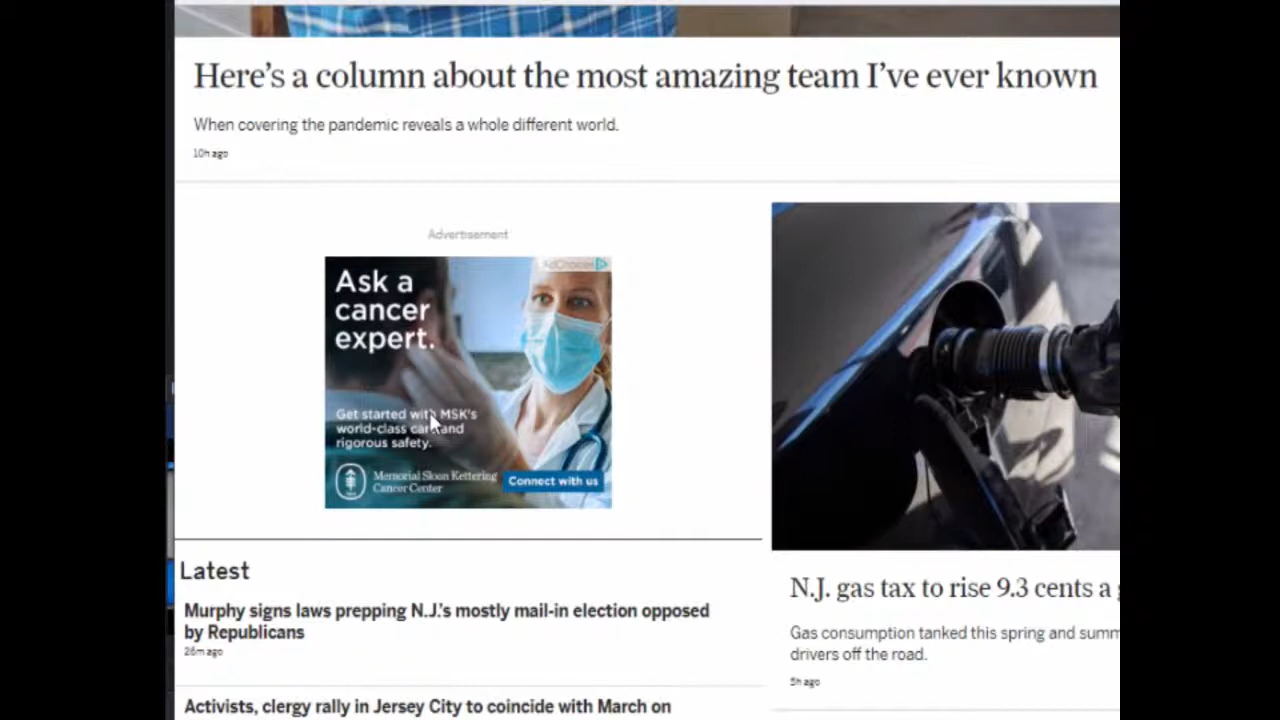 Here's a column about the most amazing team I've ever known
When covering the pandemic reveals a whole different world.
10h ago
Advertisement
AdChoices
Ask a
cancer
expert.
Get started with MSK's
world-class care and
rigorous safety.
Memorial Sloan Kettering
Cancer Center
Connect with us
Latest
Murphy signs laws prepping N.J.'s mostly mail-in election opposed
by Republicans
26m ago
Activists, clergy rally in Jersey City to coincide with March on
N.J. gas tax to rise 9.3 cents a
Gas consumption tanked this spring and summ
drivers off the road.
5h ago